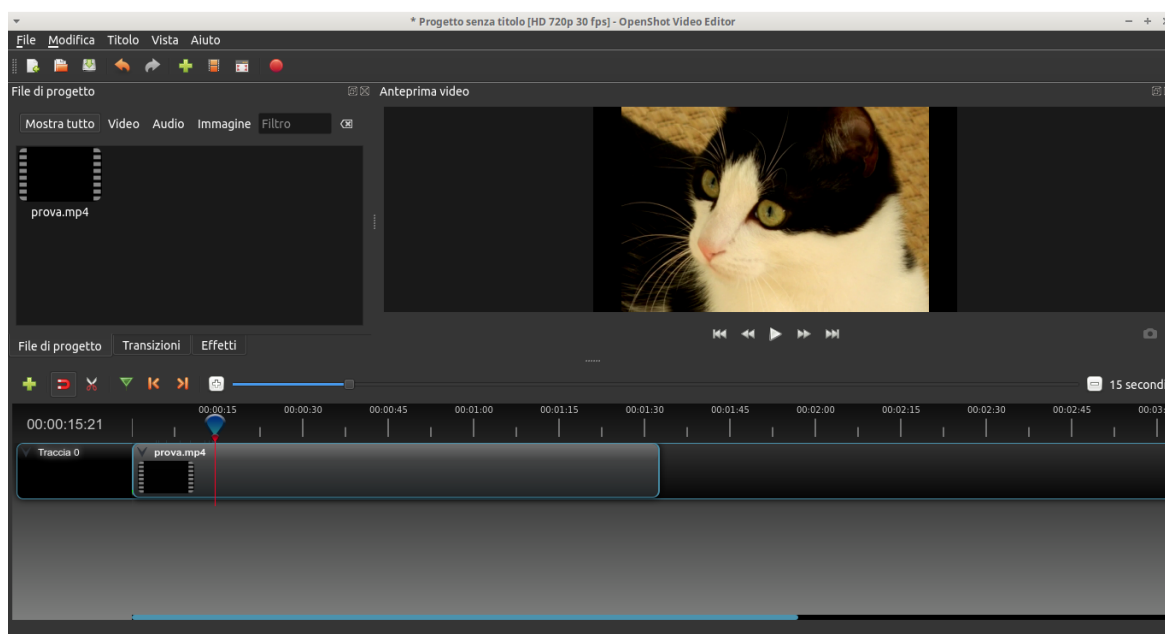 * Progetto senza titolo [HD 720p 30 fps] - OpenShot Video Editor
File Modifica Titolo Vista Aiuto
File di progetto
Anteprima video
Mostra tutto Video Audio Immagine Filtro
prova.mp4
File di progetto Transizioni Effetti
15 secondi
00:00:15:21
00:00:15 00:00:30 00:00:45 00:01:00 00:01:15 00:01:30 00:01:45 00:02:00 00:02:15 00:02:30 00:02:45 00:03:
Traccia 0
prova.mp4